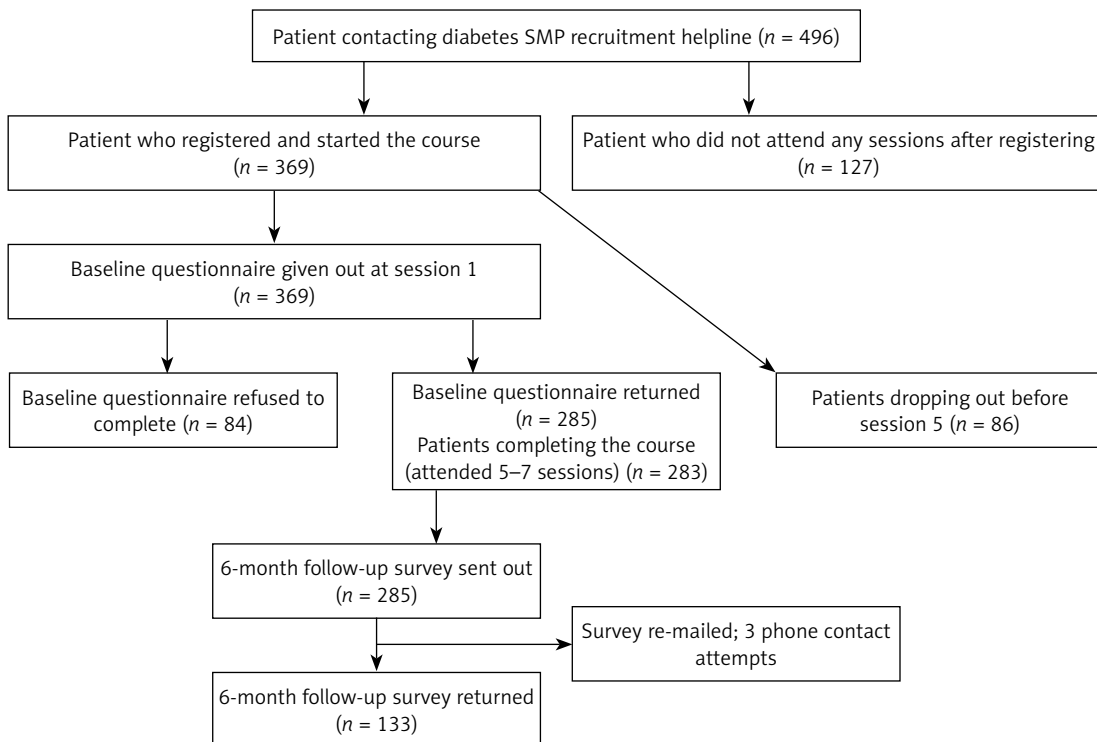 Patient contacting diabetes SMP recruitment helpline (n = 496)
Patient who registered and started the course
(n = 369)
Patient who did not attend any sessions after registering
(n = 127)
Baseline questionnaire given out at session 1
(n = 369)
Baseline questionnaire refused to
complete (n = 84)
Baseline questionnaire returned
(n = 285)
Patients completing the course
(attended 5–7 sessions) (n = 283)
Patients dropping out before
session 5 (n = 86)
6-month follow-up survey sent out
(n = 285)
Survey re-mailed; 3 phone contact
attempts
6-month follow-up survey returned
(n = 133)